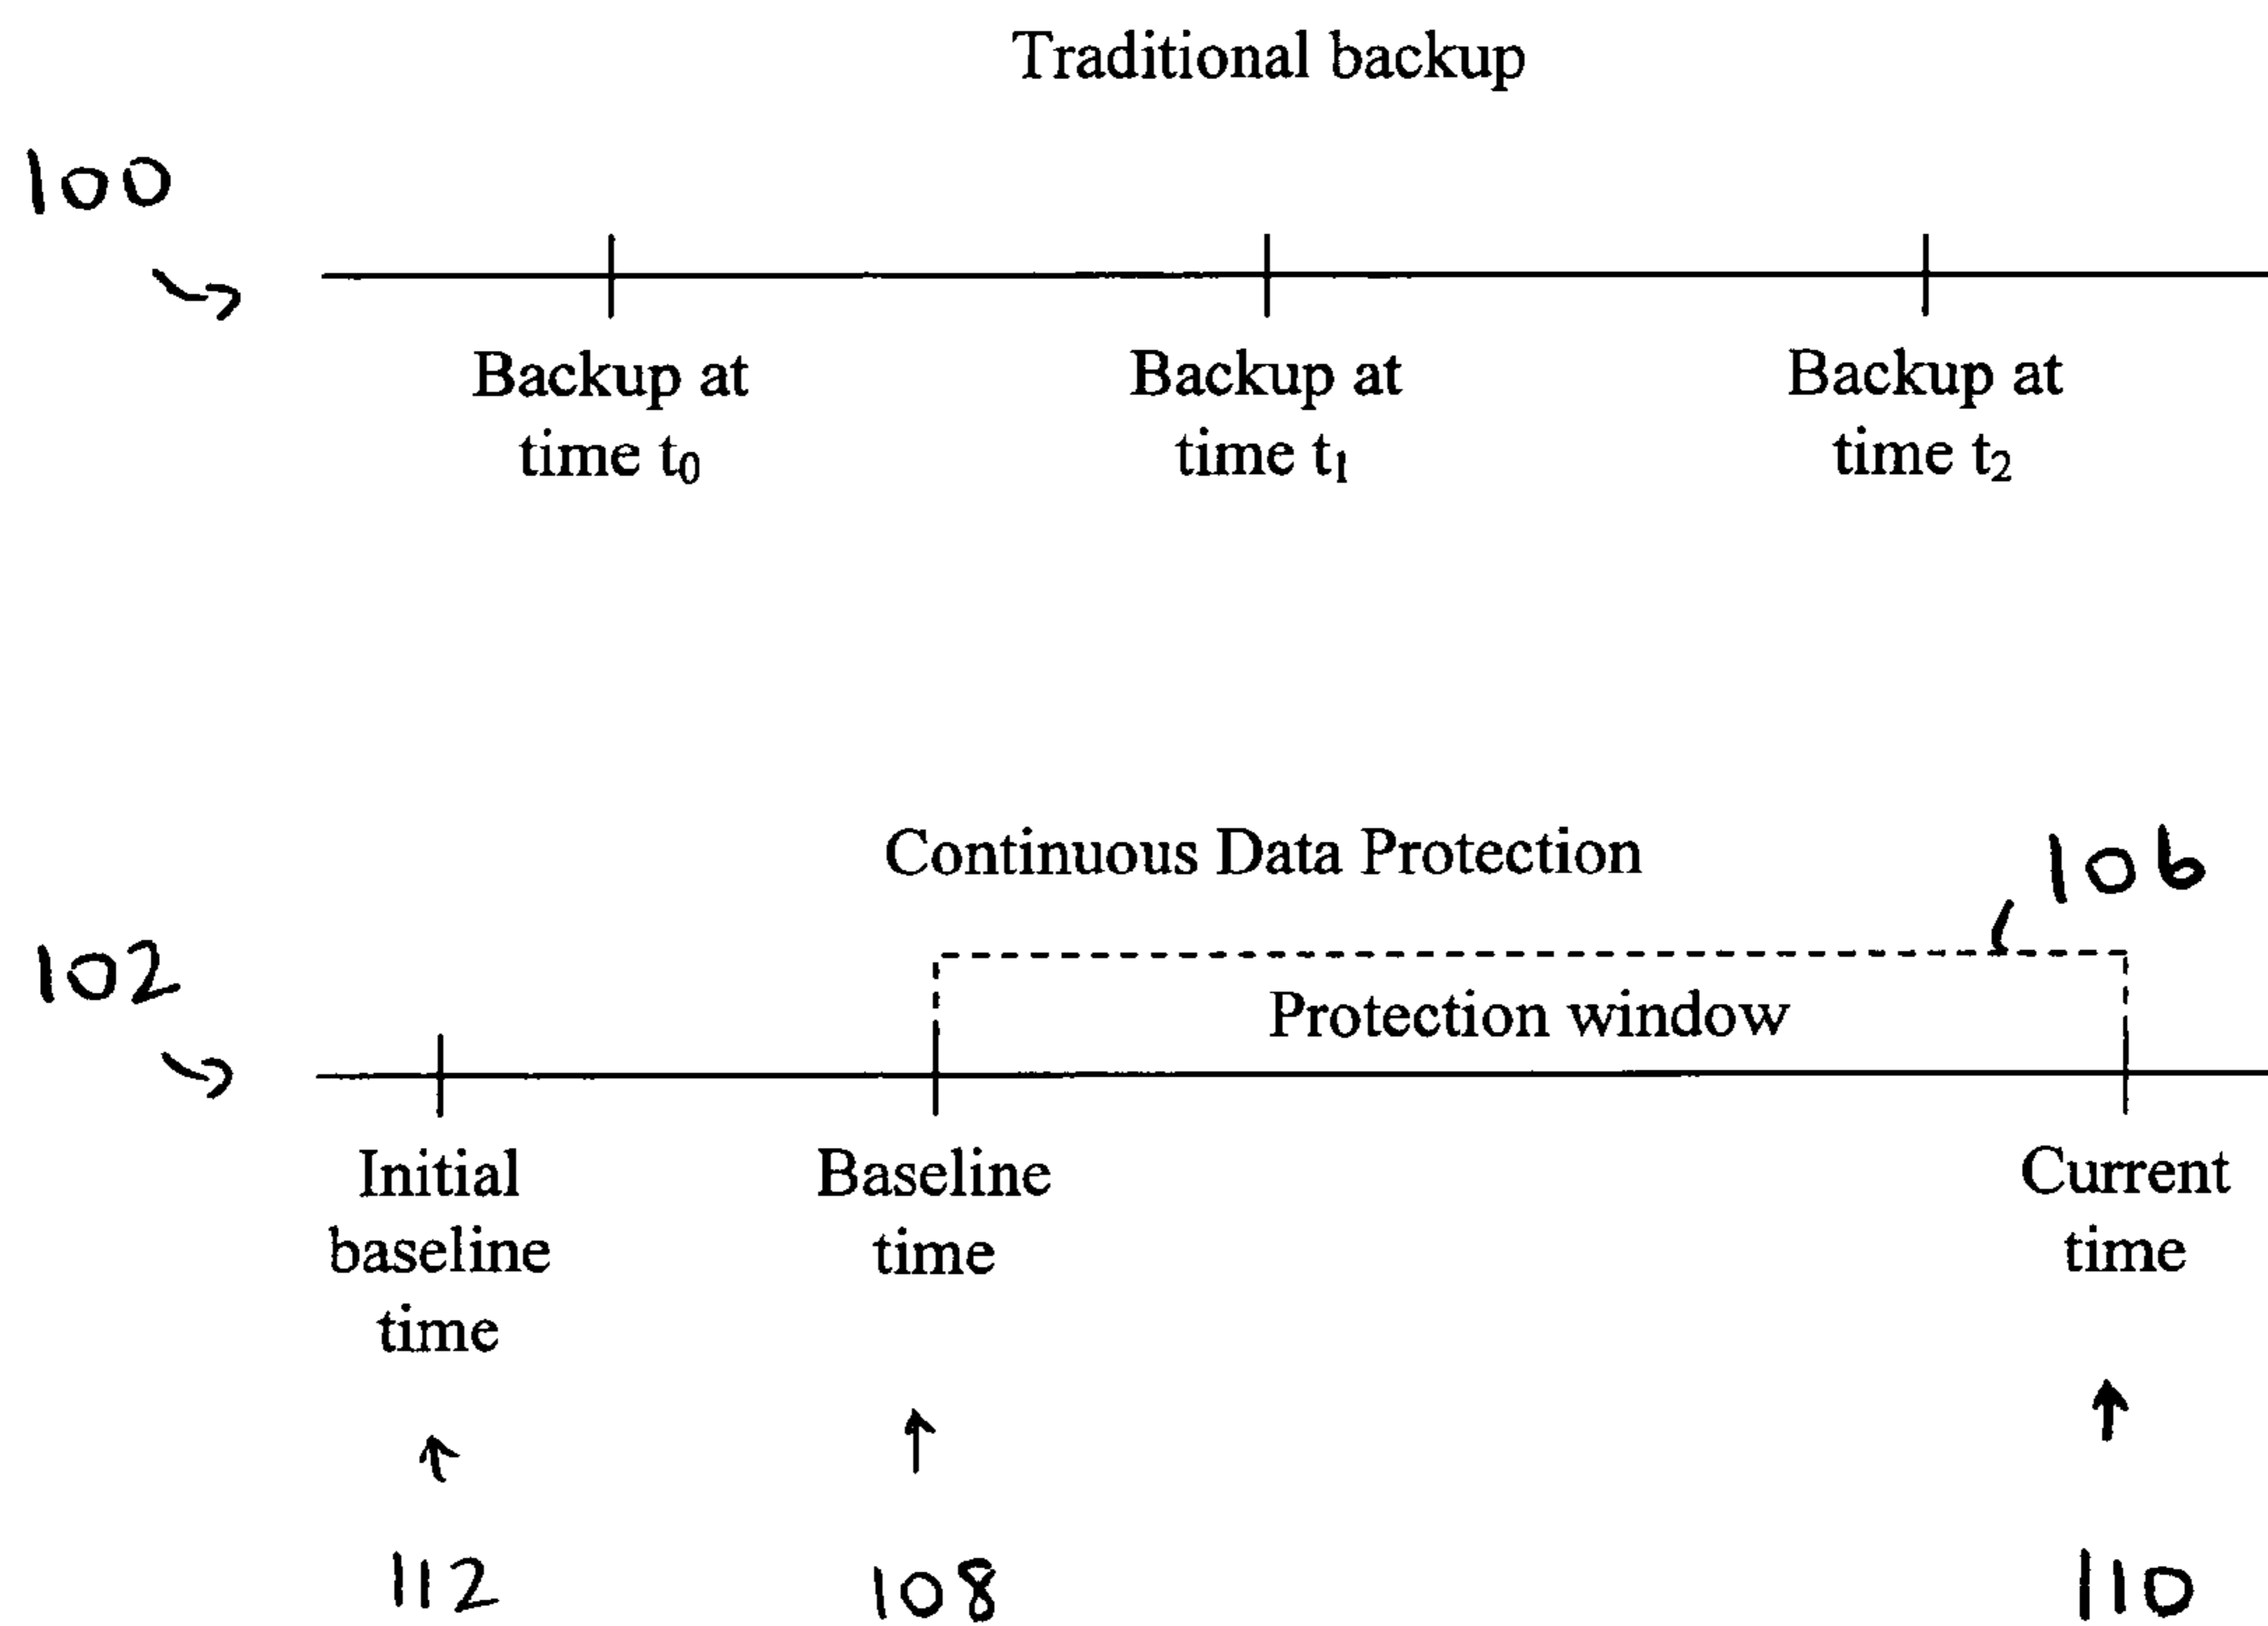 Traditional backup
100
Backup at Backup at Backup at
time t₀ time t₁ time t₂
Continuous Data Protection
106
102
Protection window
Initial Baseline Current
baseline time time
time
112 108 110